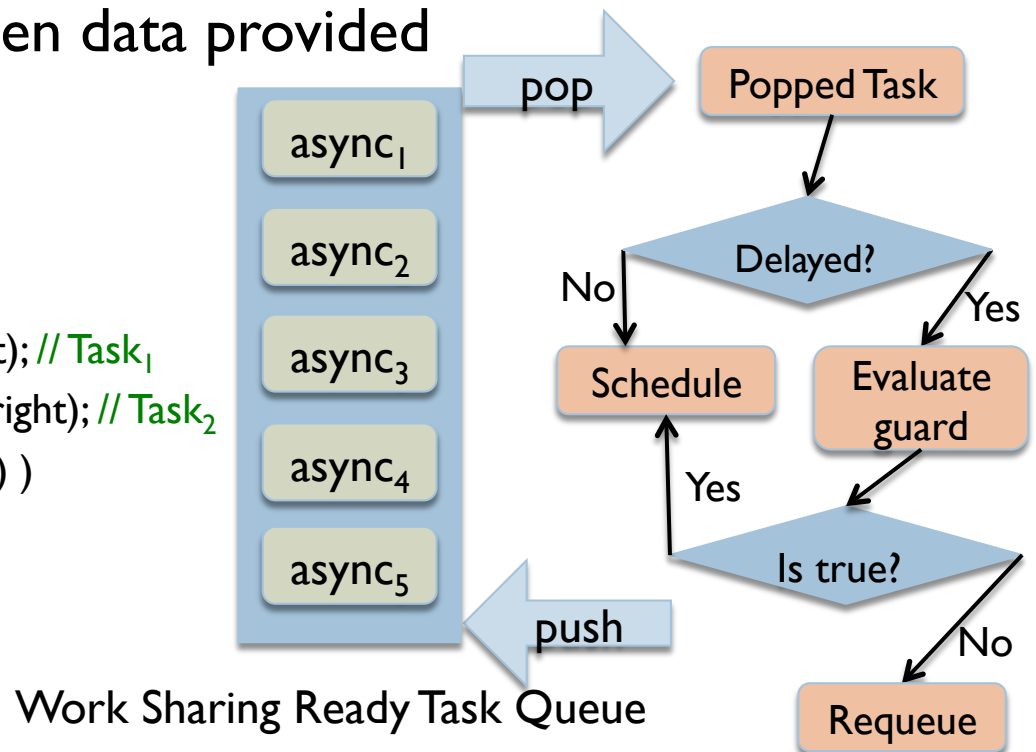 en data provided
t); // Task₁
right); // Task₂
) )
async₁
async₂
async₃
async₄
async₅
pop
push
Work Sharing Ready Task Queue
Popped Task
Delayed?
No
Yes
Schedule
Evaluate
guard
Yes
Is true?
No
Requeue